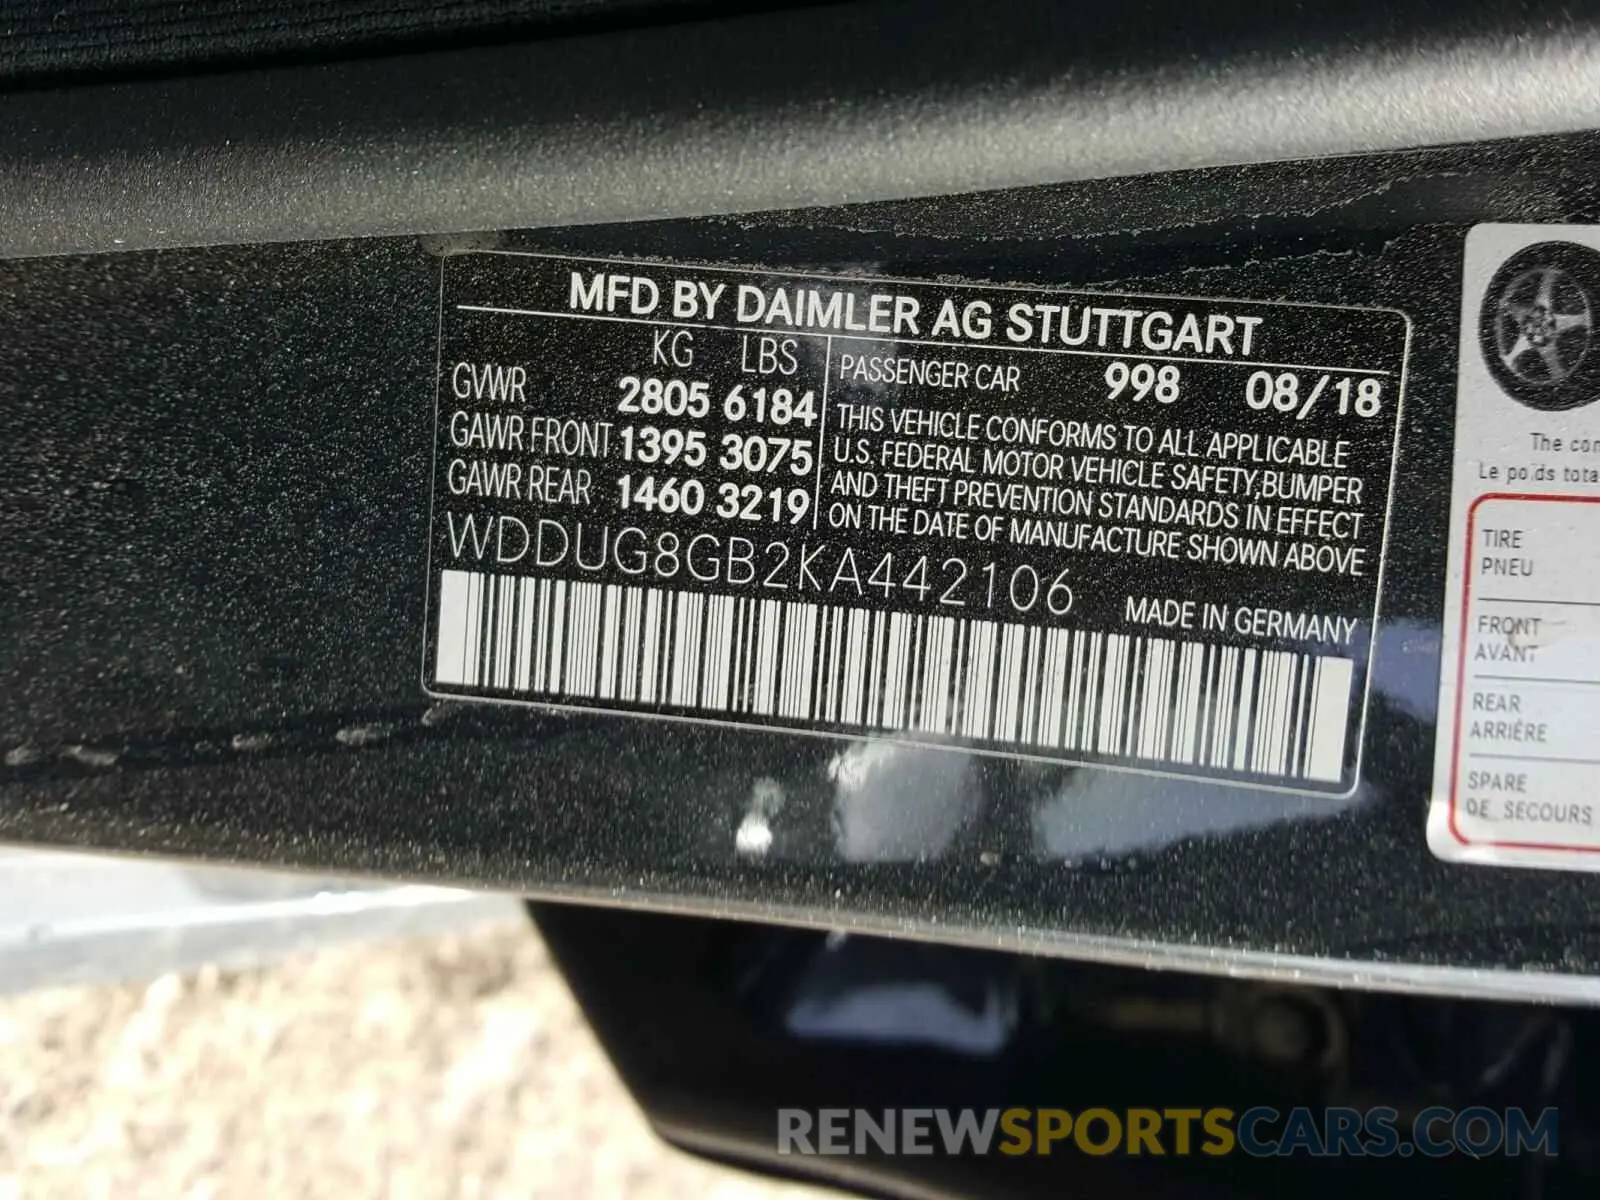 MFD BY DAIMLER AG STUTTGART
KG LBS
GVWR 2805 6184
GAWR FRONT 1395 3075
GAWR REAR 1460 3219
PASSENGER CAR 998 08/18
THIS VEHICLE CONFORMS TO ALL APPLICABLE
U.S. FEDERAL MOTOR VEHICLE SAFETY,BUMPER
AND THEFT PREVENTION STANDARDS IN EFFECT
ON THE DATE OF MANUFACTURE SHOWN ABOVE
WDDUG8GB2KA442106
MADE IN GERMANY
The
Le poids
TIRE
PNEU
FRONT
AVANT
REAR
ARRIÈRE
SPARE
DE SECOURS
RENEWSPORTSCARS.COM